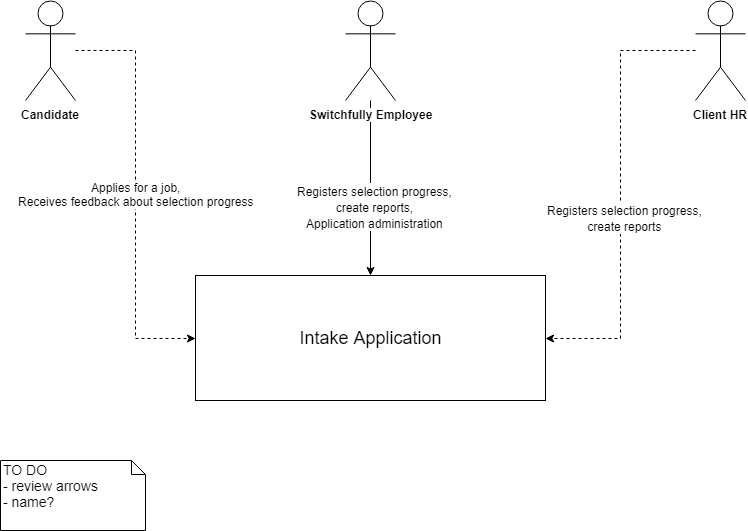 Candidate
Switchfully Employee
Client HR
Applies for a job,
Receives feedback about selection progress
Registers selection progress,
create reports,
Application administration
Registers selection progress,
create reports
Intake Application
TO DO
- review arrows
- name?